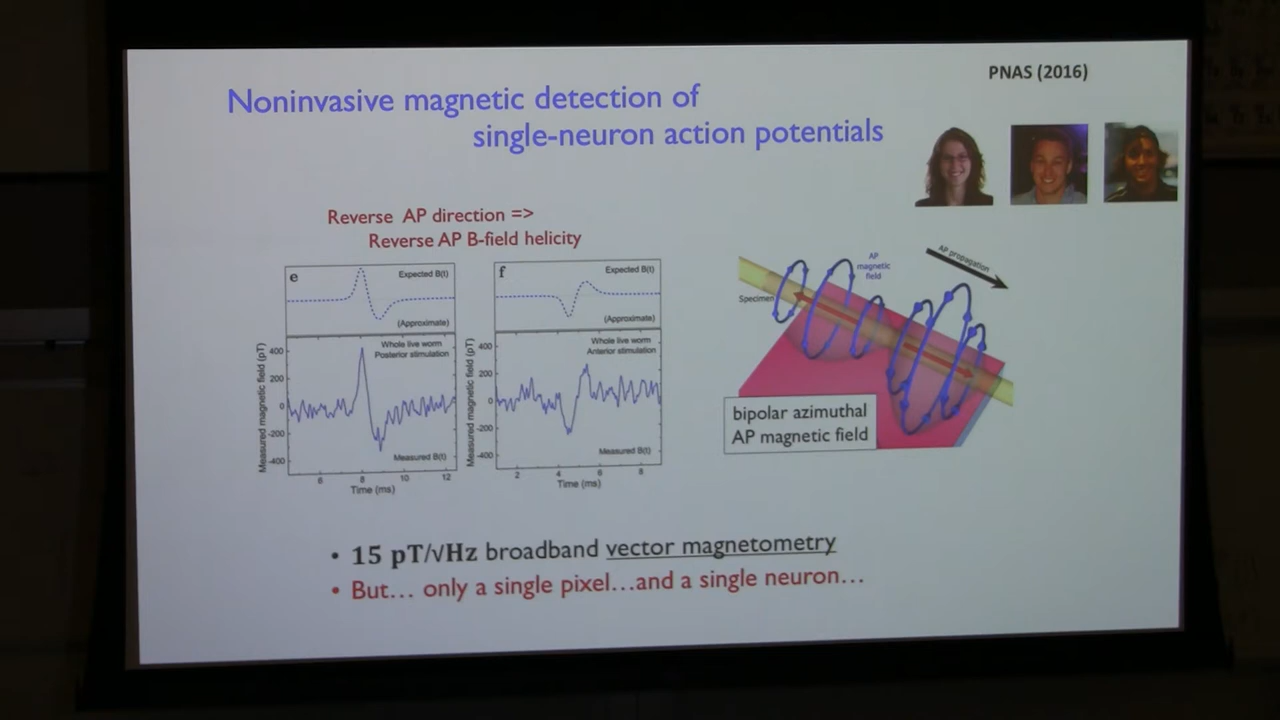 PNAS (2016)
Noninvasive magnetic detection of
single-neuron action potentials
Reverse AP direction =>
Reverse AP B-field helicity
e
Expected B(t)
(Approximate)
Measured magnetic field (pT)
400
200
0
-200
-400
Whole live worm
Posterior stimulation
Measured B(t)
6
8
10
12
Time (ms)
f
Expected B(t)
(Approximate)
Measured magnetic field (pT)
400
200
0
-200
-400
Whole live worm
Anterior stimulation
Measured B(t)
2
4
6
8
Time (ms)
AP
magnetic
field
AP propagation
Specimen
bipolar azimuthal
AP magnetic field
• 15 pT/√Hz broadband vector magnetometry
• But... only a single pixel...and a single neuron...